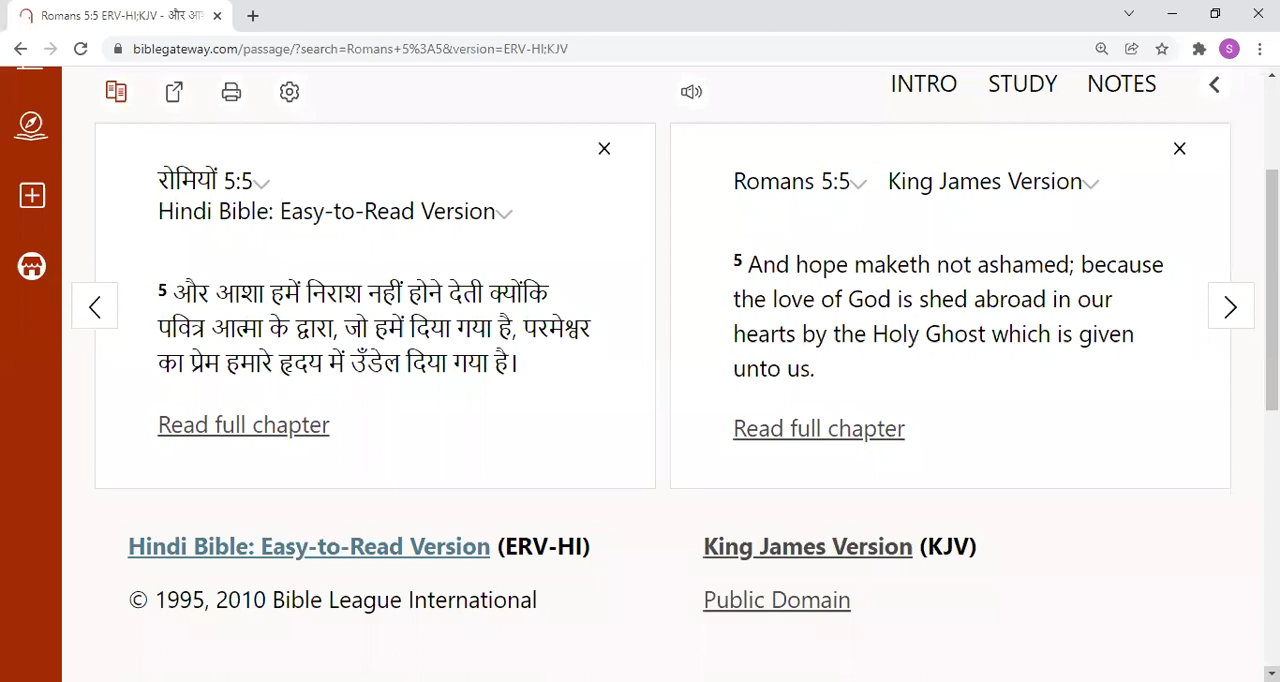 Romans 5:5 ERV-HI;KJV - और आश
biblegateway.com/passage/?search=Romans+5%3A5&version=ERV-HI;KJV
S
INTRO STUDY NOTES
रोमियों 5:5
Hindi Bible: Easy-to-Read Version
5 और आशा हमें निराश नहीं होने देती क्योंकि
पवित्र आत्मा के द्वारा, जो हमें दिया गया है, परमेश्वर
का प्रेम हमारे हृदय में उँडेल दिया गया है।
Read full chapter
Romans 5:5 King James Version
5 And hope maketh not ashamed; because
the love of God is shed abroad in our
hearts by the Holy Ghost which is given
unto us.
Read full chapter
Hindi Bible: Easy-to-Read Version (ERV-HI)
© 1995, 2010 Bible League International
King James Version (KJV)
Public Domain